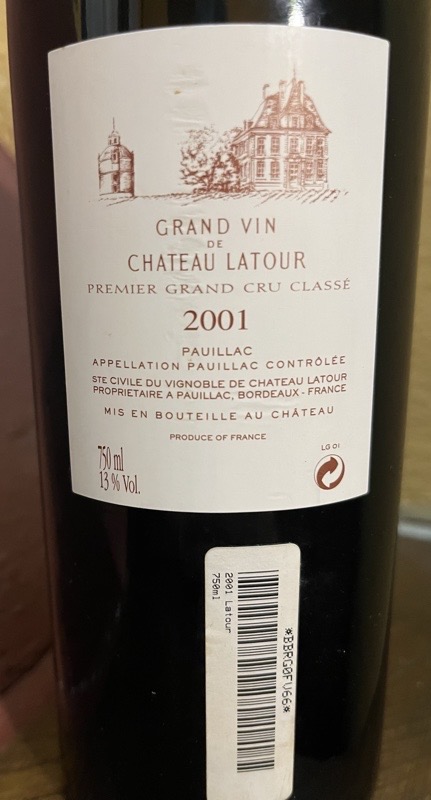 GRAND VIN
DE
CHATEAU LATOUR
PREMIER GRAND CRU CLASSÉ
2001
PAUILLAC
APPELLATION PAUILLAC CONTRÔLÉE
STE CIVILE DU VIGNOBLE DE CHATEAU LATOUR
PROPRIETAIRE A PAUILLAC, BORDEAUX - FRANCE
MIS EN BOUTEILLE AU CHÂTEAU
PRODUCE OF FRANCE
750 ml
13 % Vol.
LG 01
*BBRG0FU66*
2001 Latour
750ml